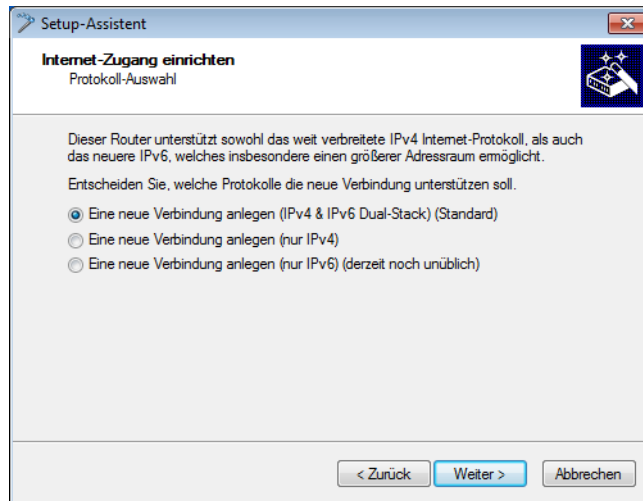 Setup-Assistent
Internet-Zugang einrichten
Protokoll-Auswahl
Dieser Router unterstützt sowohl das weit verbreitete IPv4 Internet-Protokoll, als auch
das neuere IPv6, welches insbesondere einen größerer Adressraum ermöglicht.
Entscheiden Sie, welche Protokolle die neue Verbindung unterstützen soll.
Eine neue Verbindung anlegen (IPv4 & IPv6 Dual-Stack) (Standard)
Eine neue Verbindung anlegen (nur IPv4)
Eine neue Verbindung anlegen (nur IPv6) (derzeit noch unüblich)
< Zurück Weiter > Abbrechen